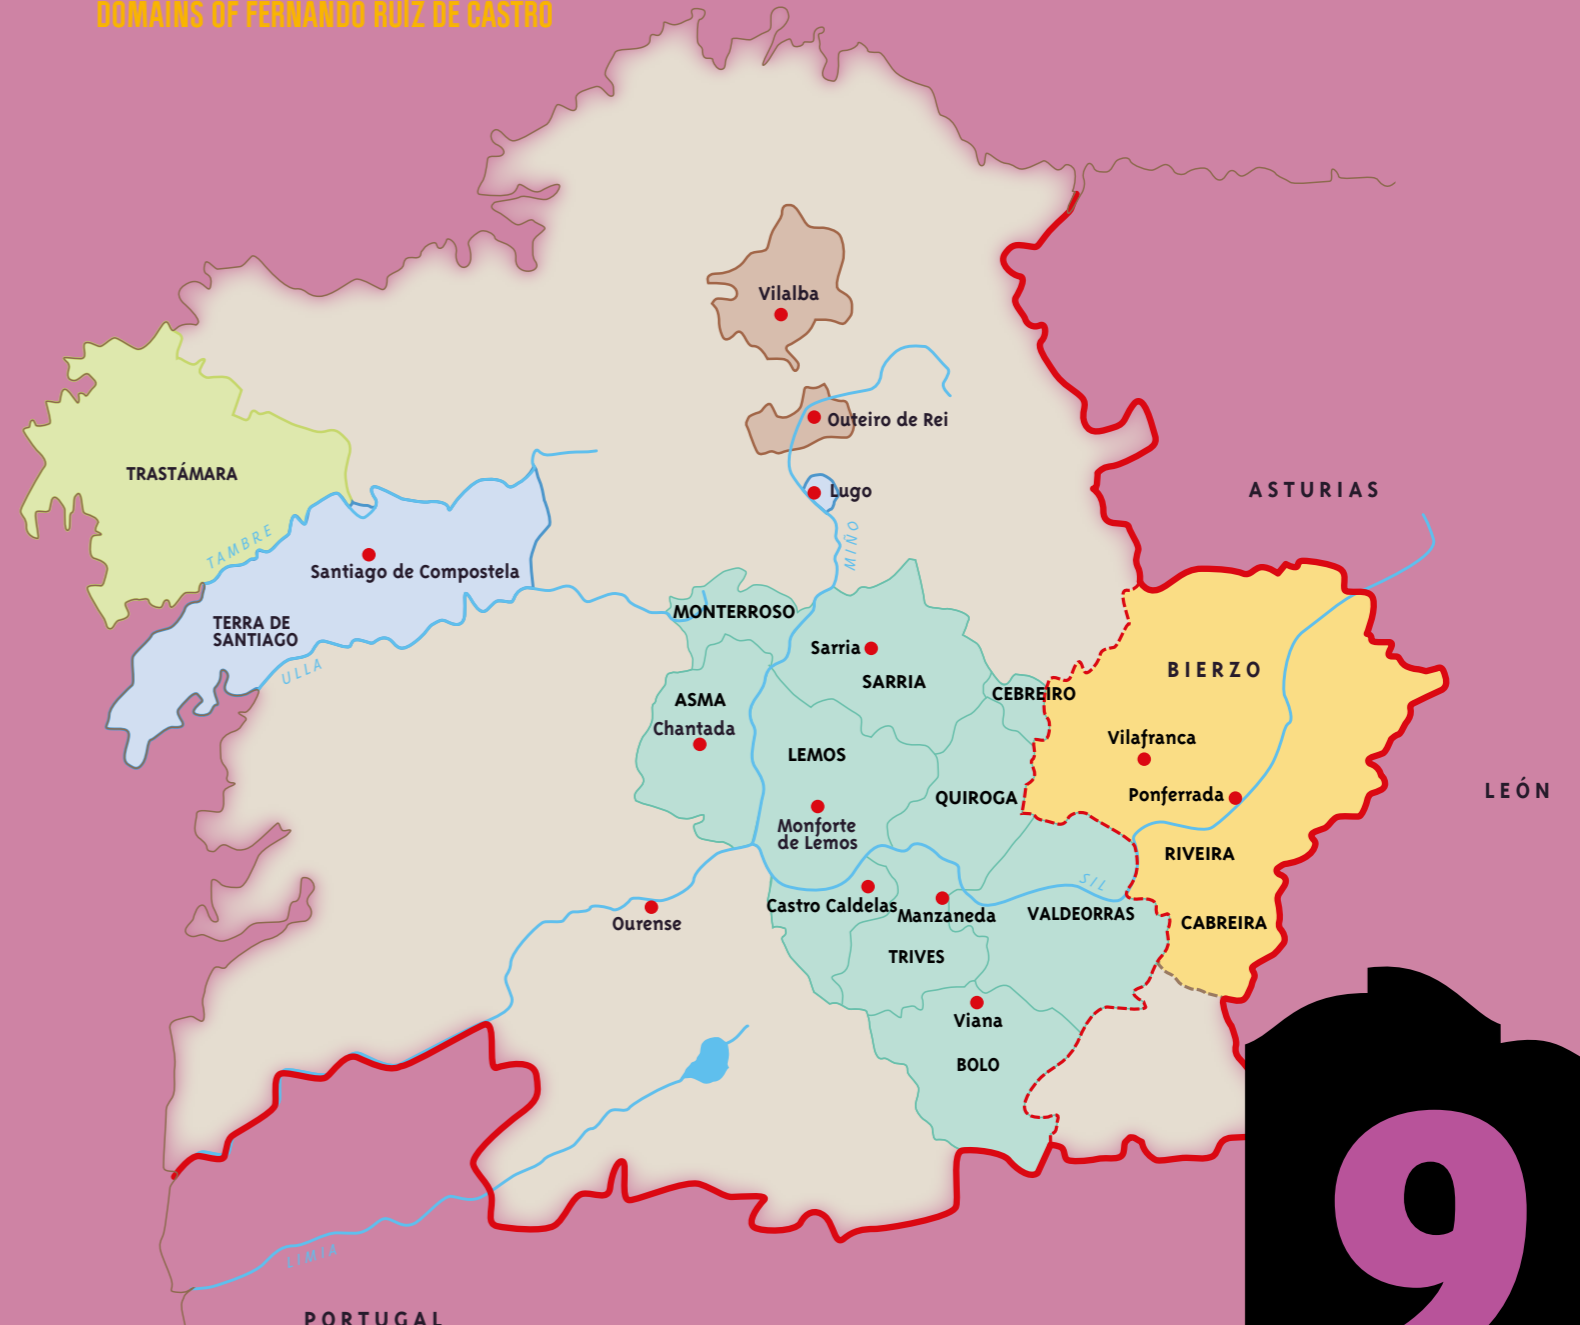 DOMAINS OF FERNANDO RUÍZ DE CASTRO
Vilalba
Outeiro de Rei
TRASTÁMARA
Lugo
ASTURIAS
TAMBRE
MIÑO
Santiago de Compostela
TERRA DE
SANTIAGO
MONTERROSO
ULLA
Sarria
SARRIA
BIERZO
ASMA
CEBREIRO
Chantada
Vilafranca
LEMOS
LEÓN
QUIROGA
Ponferrada
Monforte
de Lemos
RIVEIRA
SIL
Castro Caldelas
Manzaneda
VALDEORRAS
CABREIRA
Ourense
TRIVES
Viana
BOLO
LIMIA
PORTUGAL
9